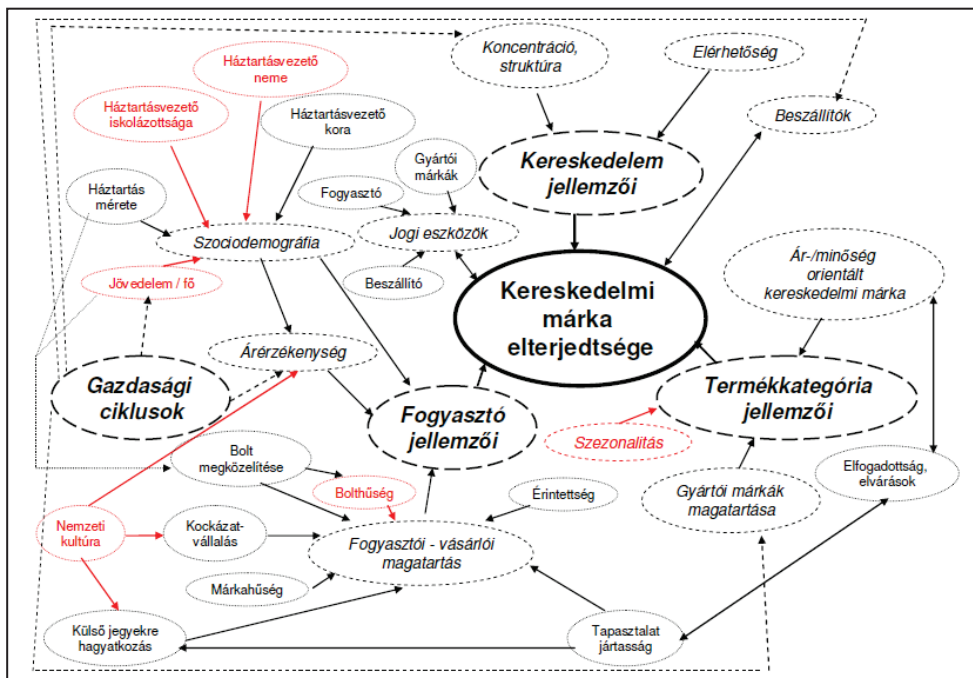 Koncentráció,
struktúra
Elérhetőség
Háztartásvezető
neme
Háztartásvezető
iskolázottsága
Háztartásvezető
kora
Beszállítók
Kereskedelem
jellemzői
Gyártói
márkák
Fogyasztó
Háztartás
mérete
Szociodemográfia
Jogi eszközök
Beszállító
Jövedelem / fő
Ár-/minőség
orientált
kereskedelmi márka
Kereskedelmi
márka
elterjedtsége
Árérzékenység
Gazdasági
ciklusok
Termékkategória
jellemzői
Fogyasztó
jellemzői
Szezonalitás
Bolt
megközelítése
Bolthűség
Érintettség
Gyártói márkák
magatartása
Elfogadottság,
elvárások
Nemzeti
kultúra
Kockázat-
vállalás
Fogyasztói - vásárlói
magatartás
Márkahűség
Külső jegyekre
hagyatkozás
Tapasztalat
jártasság